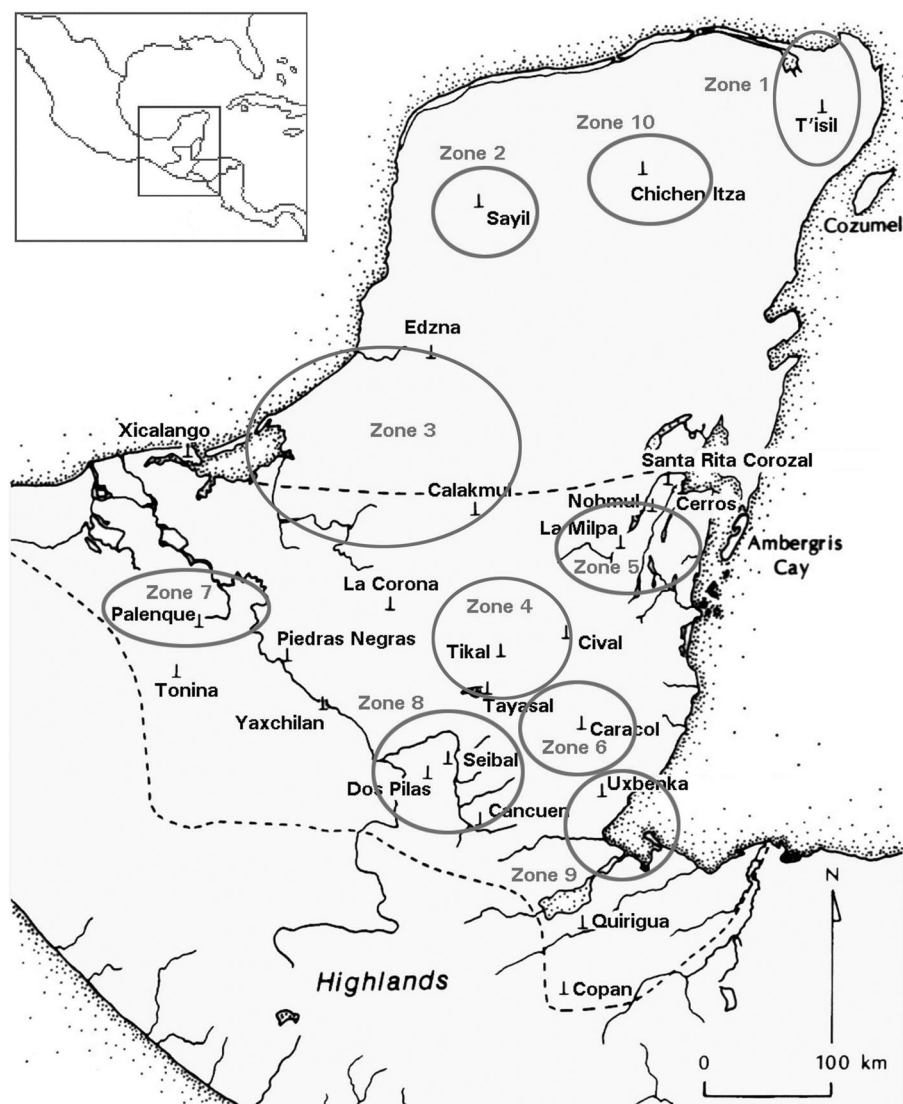 Zone 1
T'isil
Zone 10
Zone 2
Chichen Itza
Sayil
Cozumel
Edzna
Zone 3
Xicalango
Santa Rita Corozal
Calakmul
Nohmul
Cerros
La Milpa
Ambergris
Cay
Zone 5
La Corona
Zone 7
Zone 4
Palenque
Piedras Negras
Tikal
Cival
Tonina
Tayasal
Zone 8
Yaxchilan
Caracol
Zone 6
Seibal
Dos Pilas
Uxbenka
Cancuen
Zone 9
N
Quirigua
Highlands
Copan
0 100 km